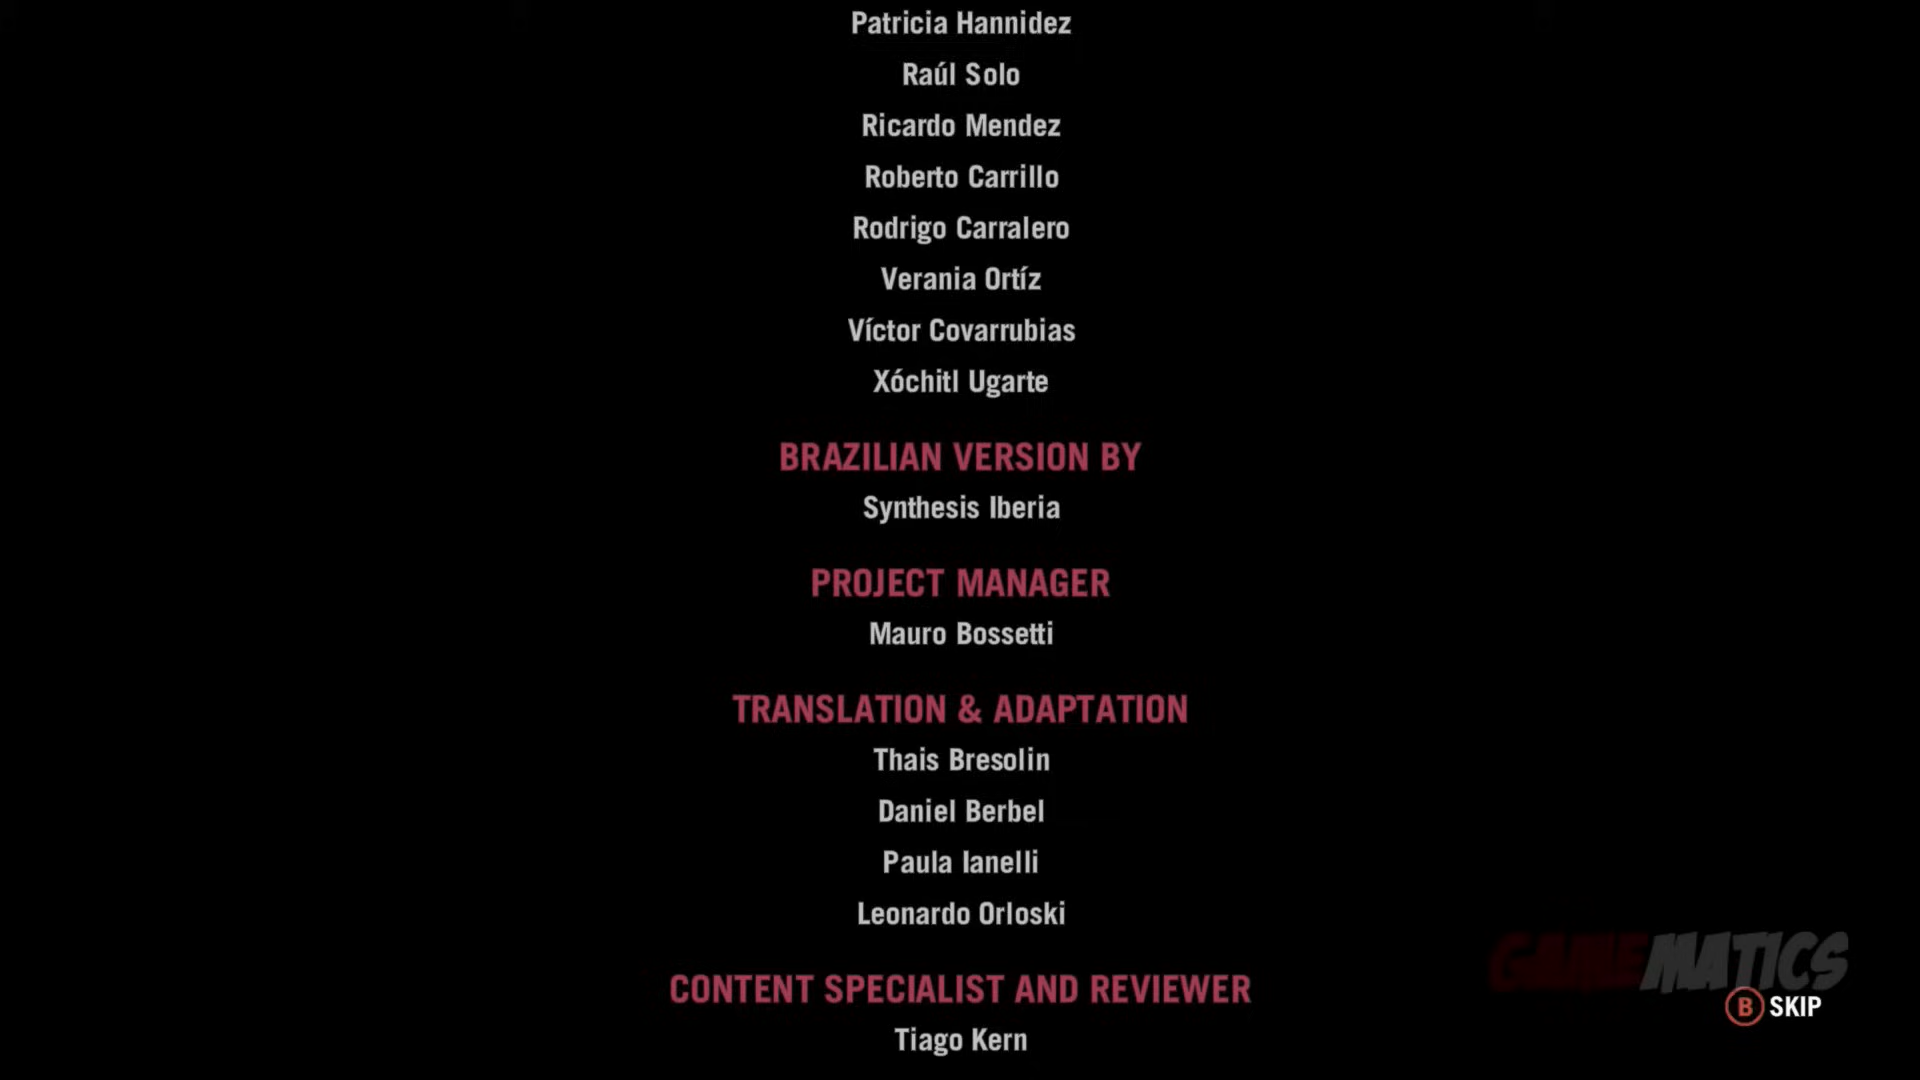 Patricia Hannidez
Raúl Solo
Ricardo Mendez
Roberto Carrillo
Rodrigo Carralero
Verania Ortíz
Víctor Covarrubias
Xóchitl Ugarte
BRAZILIAN VERSION BY
Synthesis Iberia
PROJECT MANAGER
Mauro Bossetti
TRANSLATION & ADAPTATION
Thais Bresolin
Daniel Berbel
Paula Ianelli
Leonardo Orloski
CONTENT SPECIALIST AND REVIEWER
Tiago Kern
GAMEMATICS
B SKIP